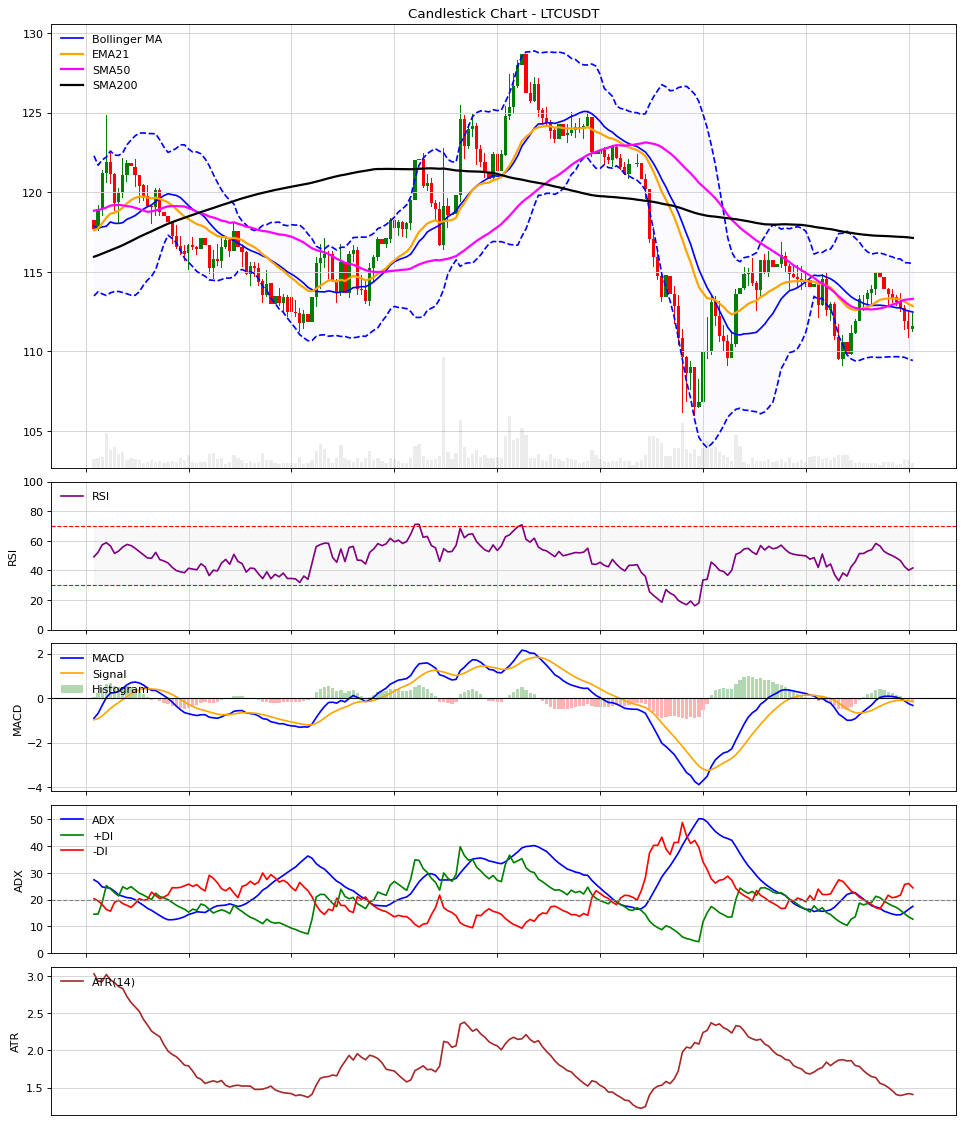 Candlestick Chart - LTCUSDT
130
125
120
115
110
105
Bollinger MA
EMA21
SMA50
SMA200
100
80
60
40
20
0
RSI
RSI
2
0
−2
−4
MACD
MACD
Signal
Histogram
50
40
30
20
10
0
ADX
ADX
+DI
-DI
3.0
2.5
2.0
1.5
ATR
ATR(14)